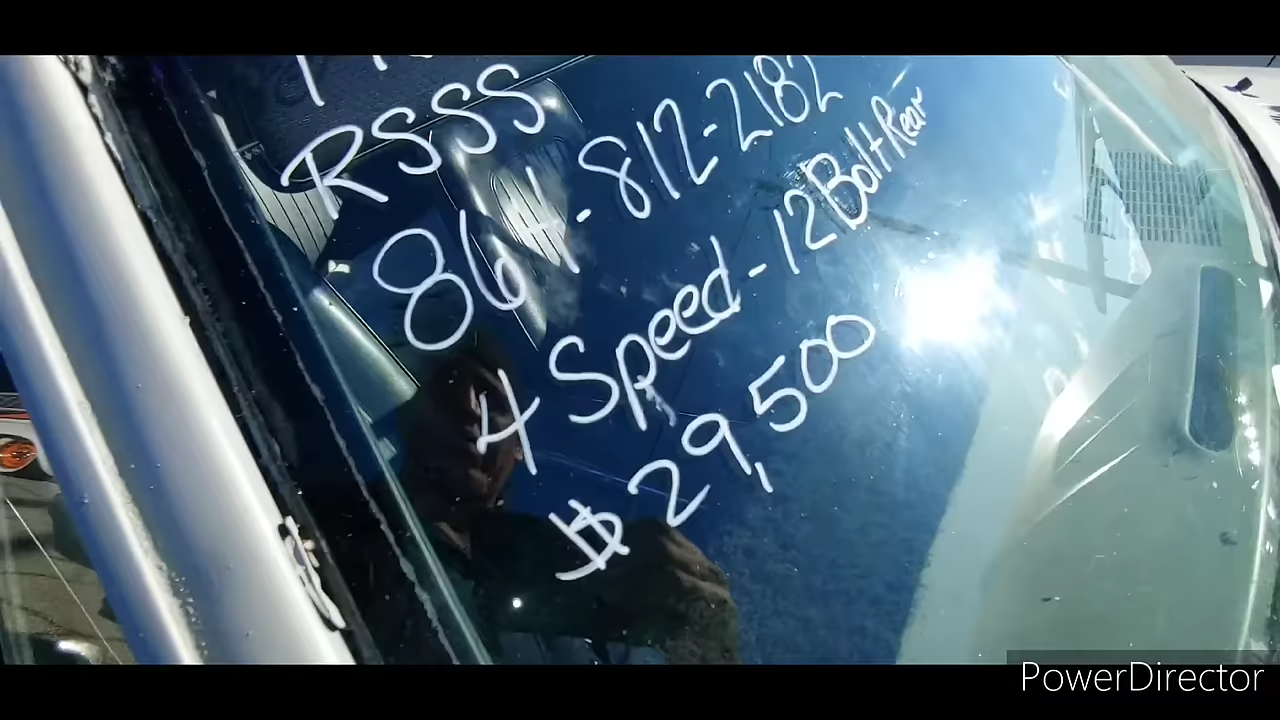 RSSS
864-812-2182
4 Speed - 12 Bolt Rear
$29,500
PowerDirector